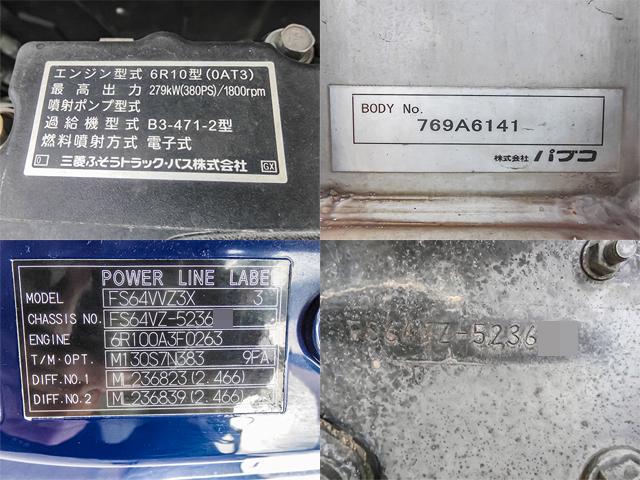 エンジン型式 6R10型(0AT3)
最高出力 279kW(380PS)/1800rpm
噴射ポンプ型式
過給機型式 B3-471-2型
燃料噴射方式 電子式
0 三菱ふそうトラック・バス株式会社 GX
BODY No.
769A6141
株式会社 パブコ
POWER LINE LABEL
MODEL FS64VVZ3X 3
CHASSIS NO. FS64VZ-5236
ENGINE 6R100A3F0263
T/M.OPT. M130S7N383 9FA
DIFF.NO.1 M 236823(2.466)
DIFF.NO.2 M 236839(2.466)
FS64VZ-5236